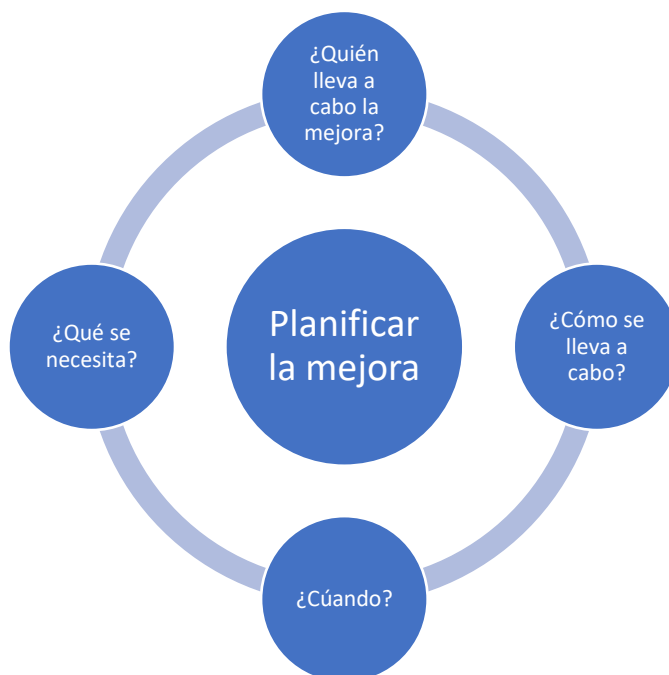 ¿Quién
lleva a
cabo la
mejora?
¿Qué se
necesita?
Planificar
la mejora
¿Cómo se
lleva a
cabo?
¿Cúando?